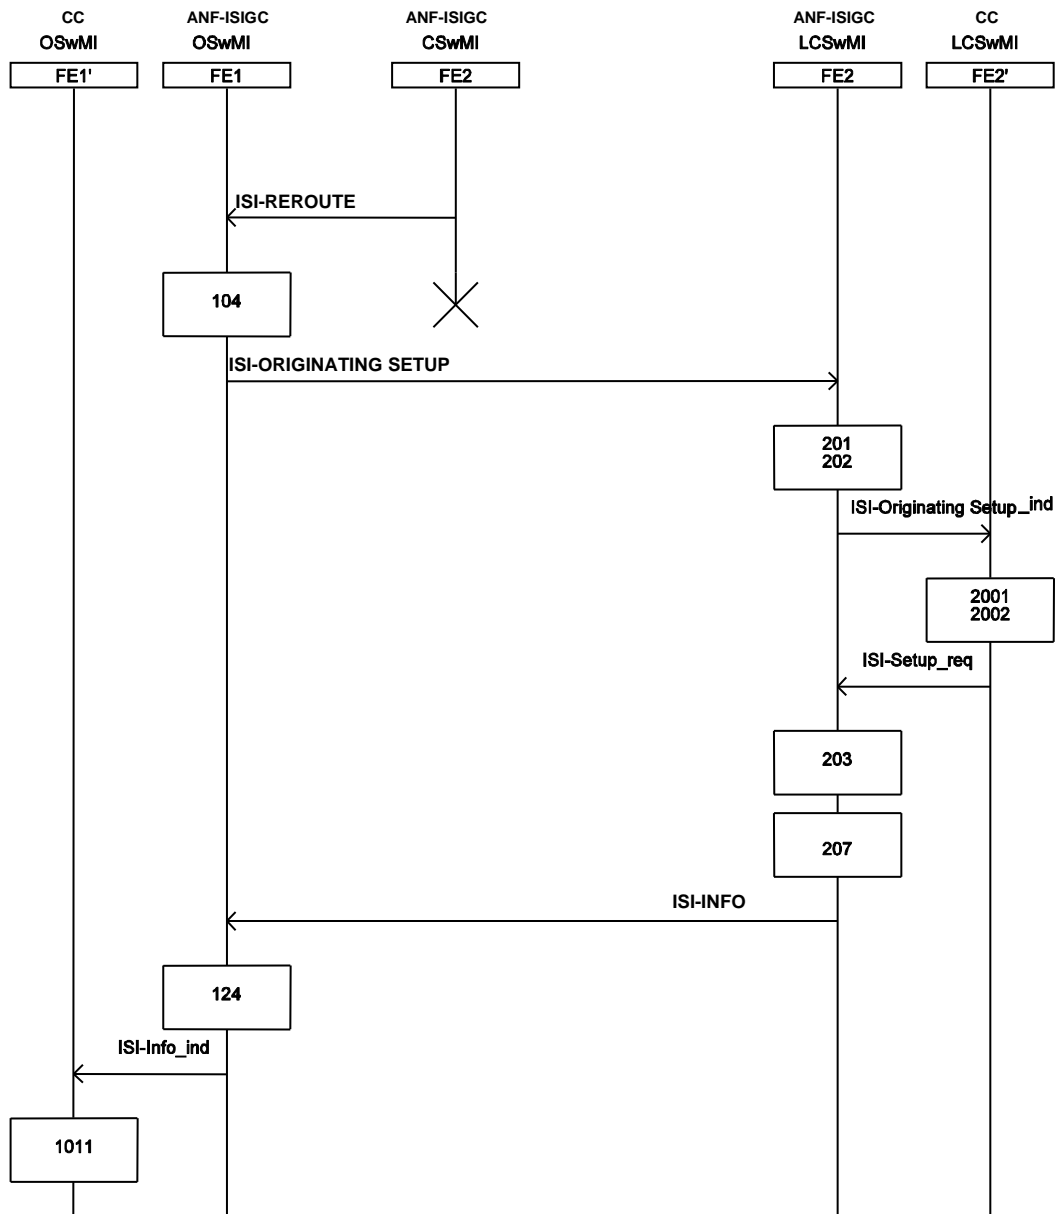 CC ANF-ISIGC ANF-ISIGC ANF-ISIGC CC
OSwMI OSwMI CSwMI LCSwMI LCSwMI
FE1' FE1 FE2 FE2 FE2'
ISI-REROUTE
104
ISI-ORIGINATING SETUP
201
202
ISI-Originating Setup_ind
2001
2002
ISI-Setup_req
203
207
ISI-INFO
124
ISI-Info_ind
1011